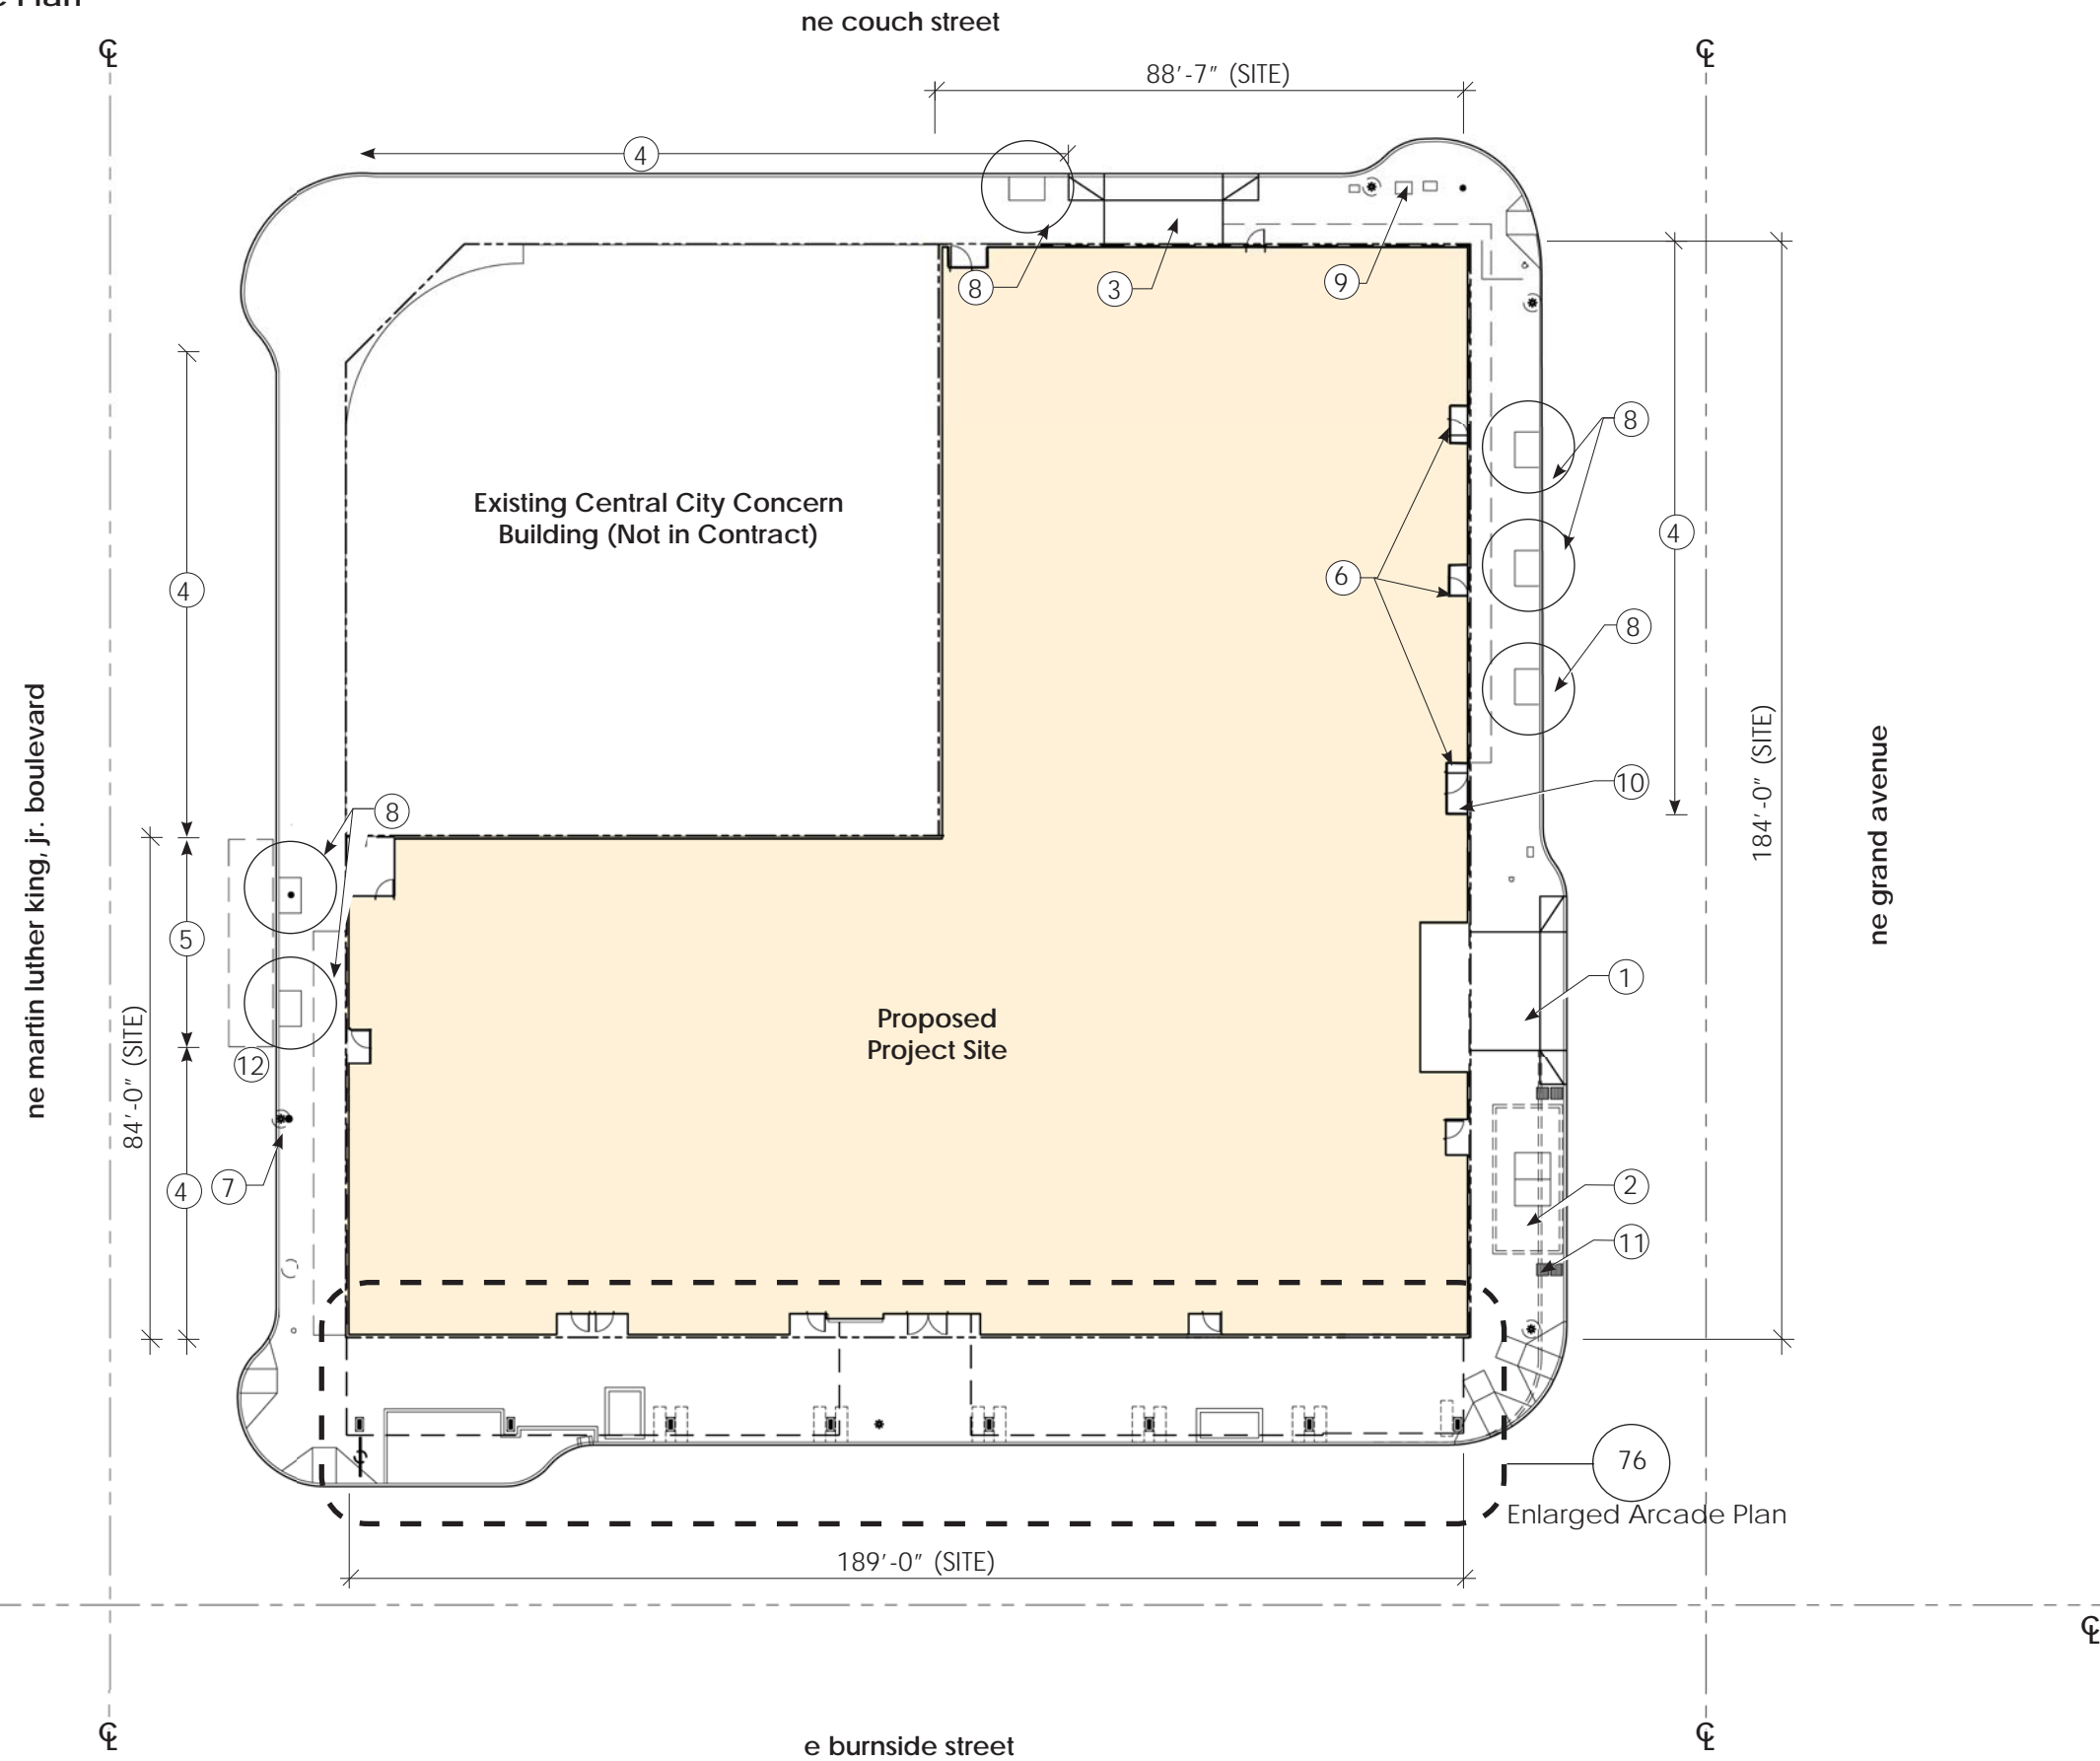 Plan
ne couch street
℄
℄
88'-7" (SITE)
4
8
3
9
8
Existing Central City Concern
Building (Not in Contract)
4
6
4
8
ne martin luther king, jr. boulevard
184'-0" (SITE)
ne grand avenue
10
8
5
84'-0" (SITE)
1
Proposed
Project Site
12
4
7
2
11
76
Enlarged Arcade Plan
189'-0" (SITE)
℄
℄
℄
e burnside street